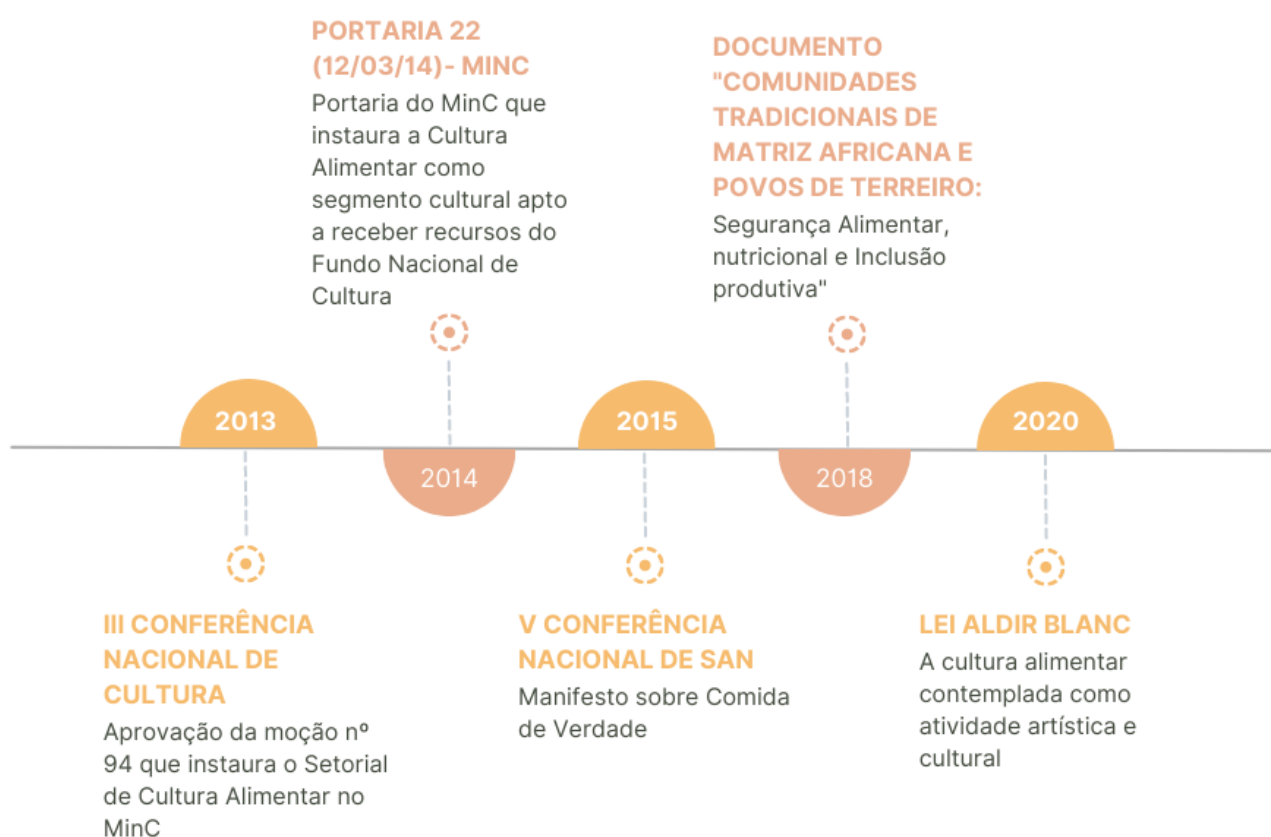 PORTARIA 22
(12/03/14)- MINC
Portaria do MinC que
instaura a Cultura
Alimentar como
segmento cultural apto
a receber recursos do
Fundo Nacional de
Cultura
DOCUMENTO
"COMUNIDADES
TRADICIONAIS DE
MATRIZ AFRICANA E
POVOS DE TERREIRO:
Segurança Alimentar,
nutricional e Inclusão
produtiva"
2013
2014
2015
2018
2020
III CONFERÊNCIA
NACIONAL DE
CULTURA
Aprovação da moção nº
94 que instaura o Setorial
de Cultura Alimentar no
MinC
V CONFERÊNCIA
NACIONAL DE SAN
Manifesto sobre Comida
de Verdade
LEI ALDIR BLANC
A cultura alimentar
contemplada como
atividade artística e
cultural